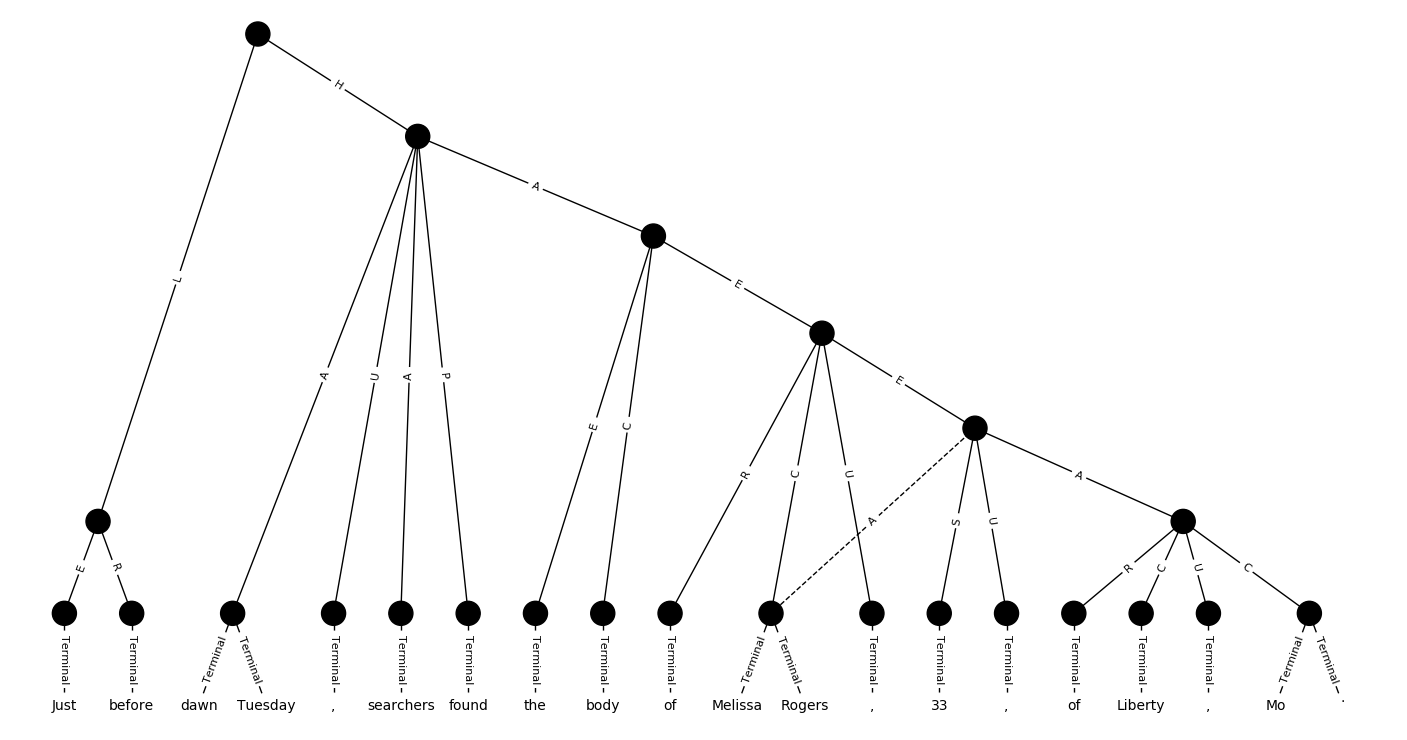 H
A
L
E
A U A P
E
E C
R C U
A
A
S U
E R
R C U C
Terminal Terminal Terminal Terminal Terminal Terminal Terminal Terminal Terminal Terminal Terminal Terminal Terminal Terminal Terminal Terminal Terminal Terminal Terminal Terminal
Just before dawn Tuesday , searchers found the body of Melissa Rogers , 33 , of Liberty , Mo .